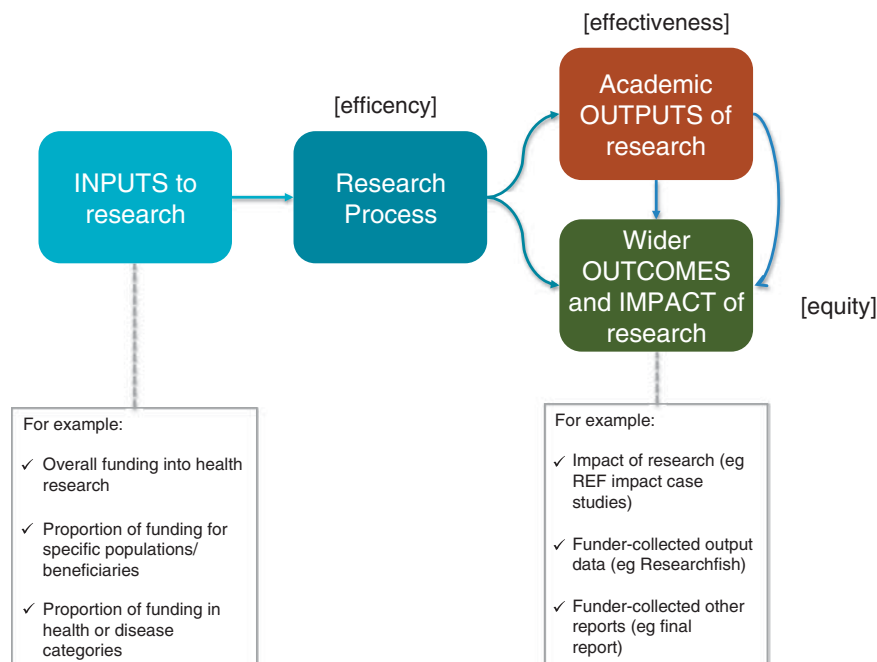 [effectiveness]
Academic
OUTPUTS of
research
[efficency]
INPUTS to
research
Research
Process
Wider
OUTCOMES
and IMPACT of
research
[equity]
For example:
✓ Overall funding into health
research
✓ Proportion of funding for
specific populations/
beneficiaries
✓ Proportion of funding in
health or disease
categories
For example:
✓ Impact of research (eg
REF impact case
studies)
✓ Funder-collected output
data (eg Researchfish)
✓ Funder-collected other
reports (eg final
report)